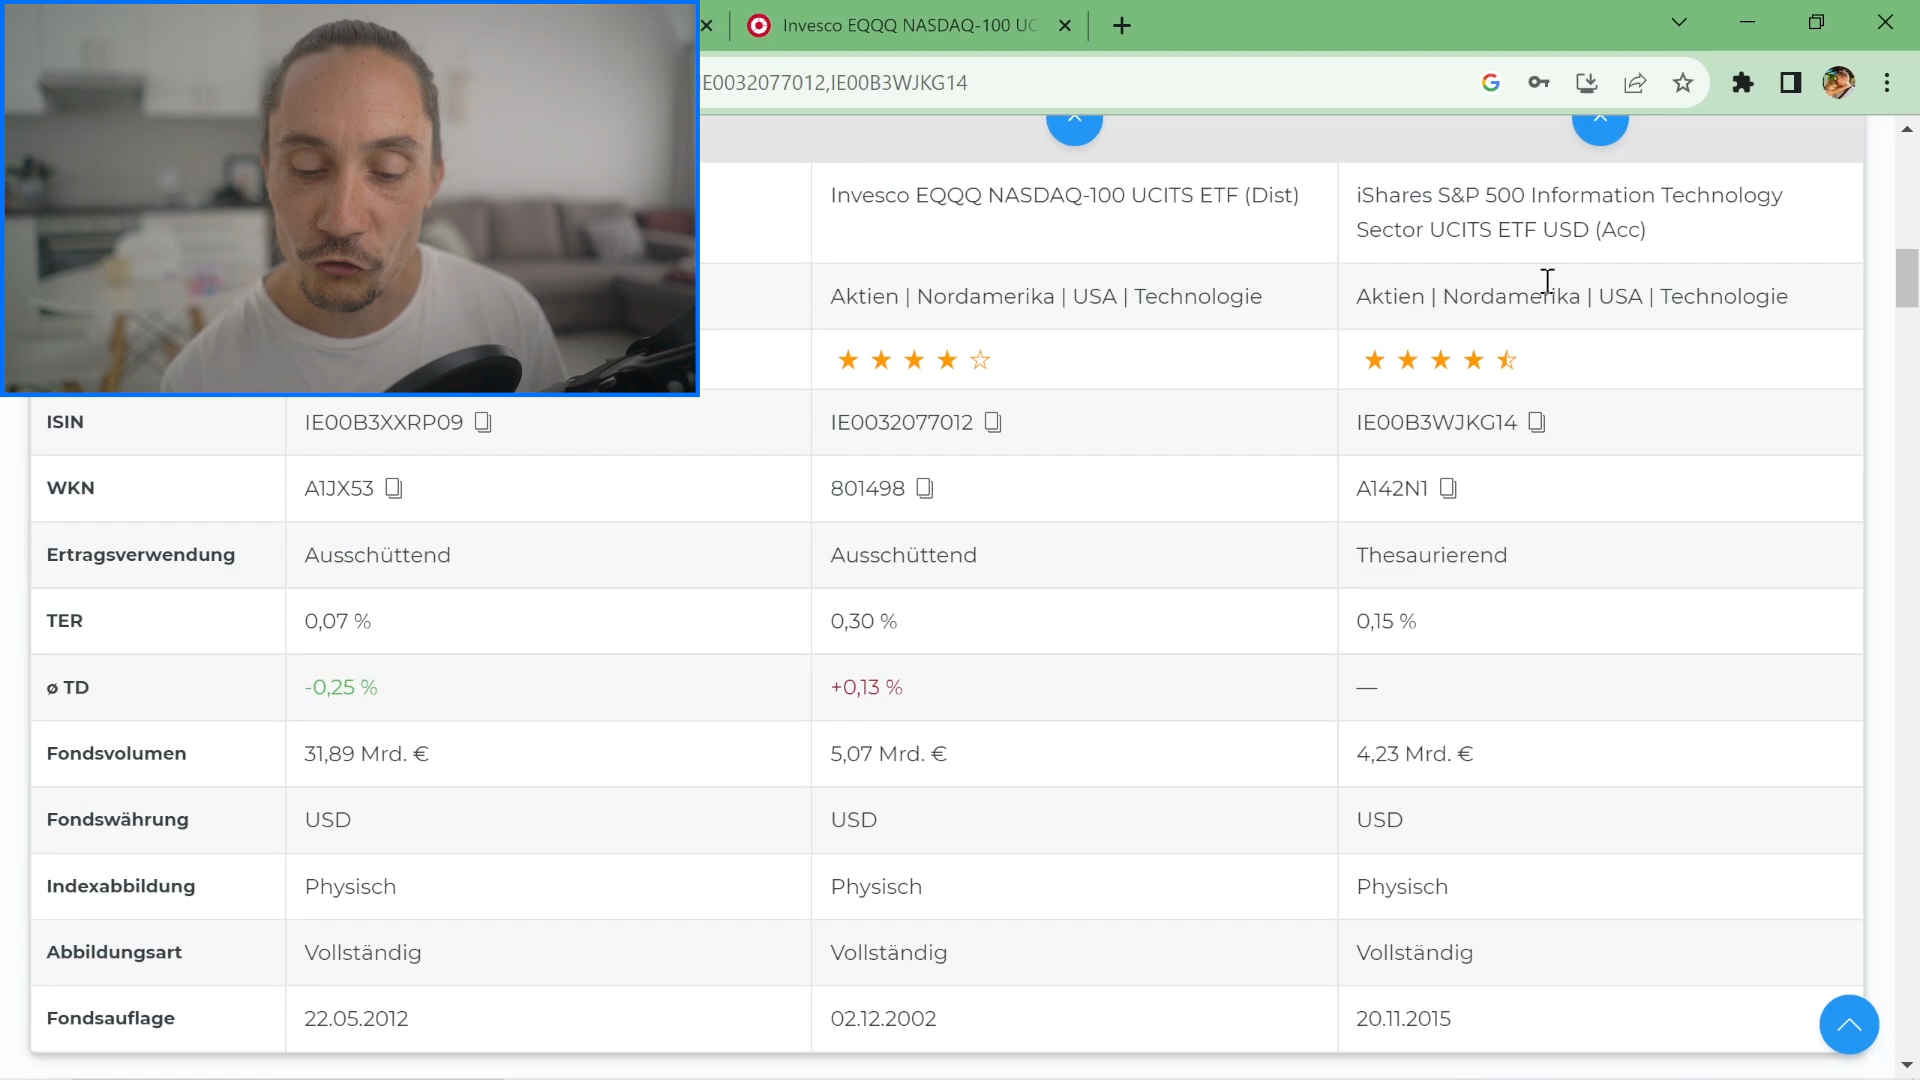 Invesco EQQQ NASDAQ-100 UC
E0032077012,IE00B3WJKG14
Invesco EQQQ NASDAQ-100 UCITS ETF (Dist)
iShares S&P 500 Information Technology
Sector UCITS ETF USD (Acc)
Aktien | Nordamerika | USA | Technologie
Aktien | Nordamerika | USA | Technologie
ISIN
IE00B3XXRP09
IE0032077012
IE00B3WJKG14
WKN
A1JX53
801498
A142N1
Ertragsverwendung
Ausschüttend
Ausschüttend
Thesaurierend
TER
0,07 %
0,30 %
0,15 %
ø TD
-0,25 %
+0,13 %
—
Fondsvolumen
31,89 Mrd. €
5,07 Mrd. €
4,23 Mrd. €
Fondswährung
USD
USD
USD
Indexabbildung
Physisch
Physisch
Physisch
Abbildungsart
Vollständig
Vollständig
Vollständig
Fondsauflage
22.05.2012
02.12.2002
20.11.2015